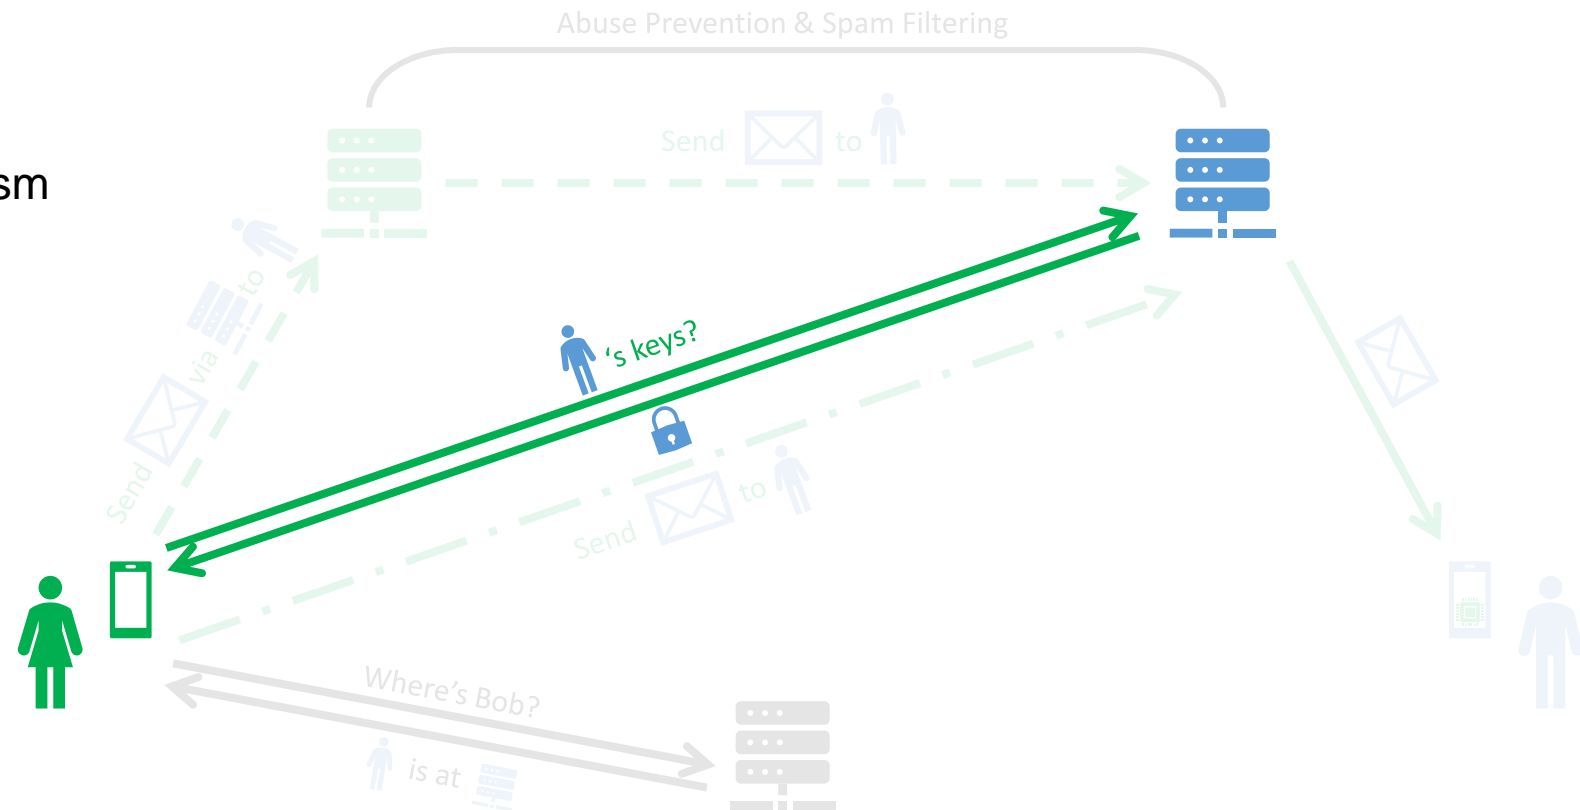 Abuse Prevention & Spam Filtering
Send to
sm
to
‘s keys?
via
Send
to
Send
Where’s Bob?
is at